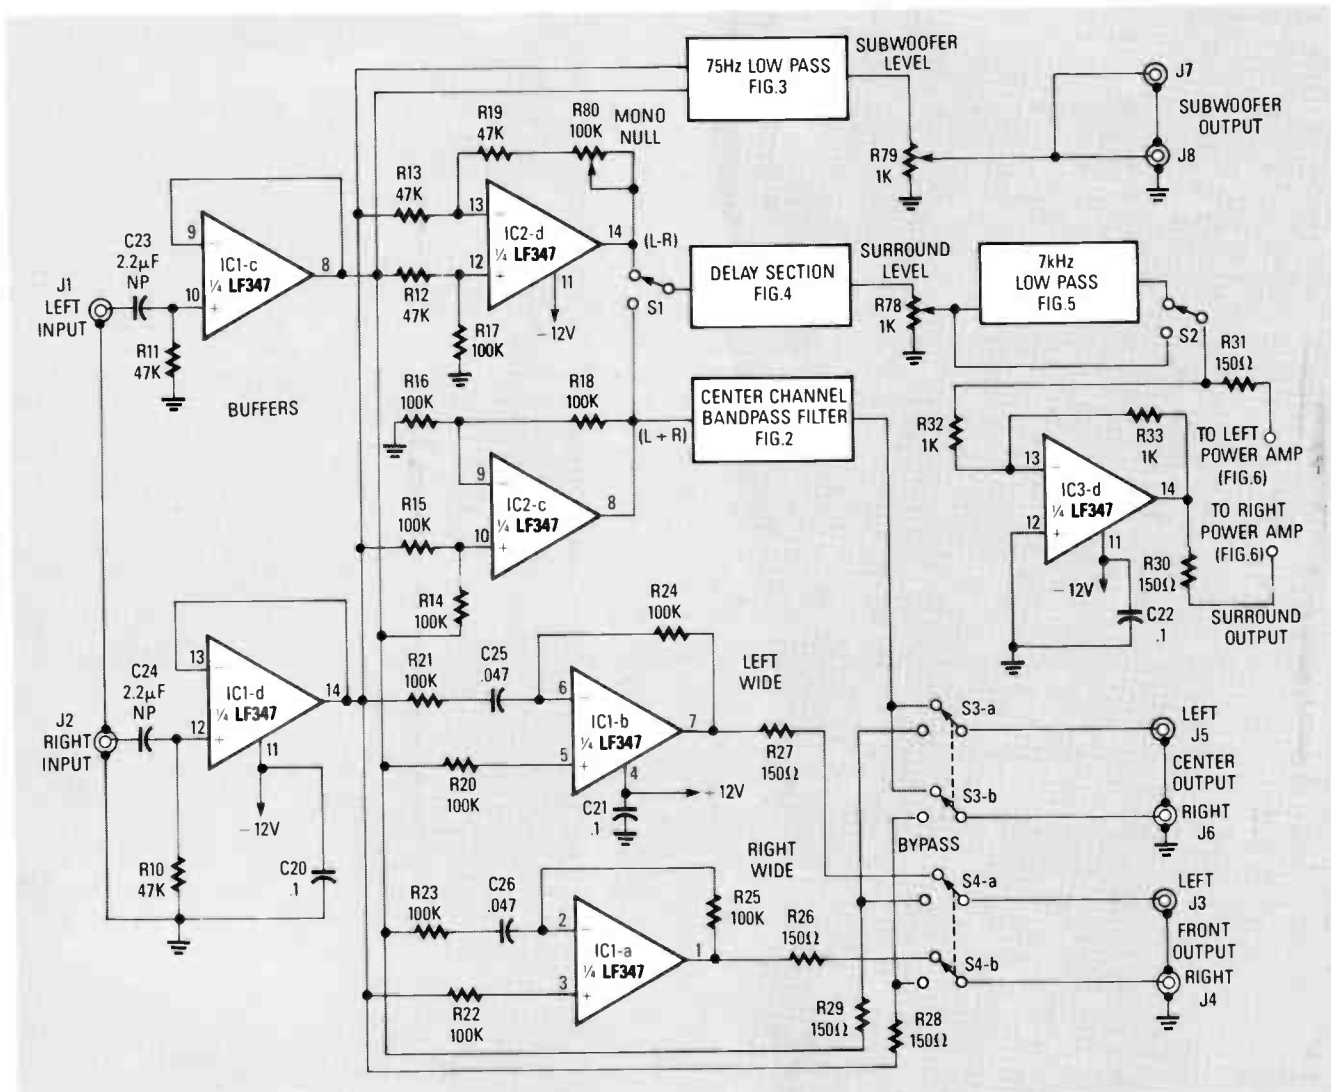 SUBWOOFER
LEVEL
75Hz LOW PASS
FIG.3
J7
SUBWOOFER
OUTPUT
J8
R79
1K
R19
47K
R80
100K
MONO
NULL
R13
47K
13
12
IC2-d
¼ LF347
14
11
−12V
(L-R)
R12
47K
R17
100K
S1
DELAY SECTION
FIG.4
SURROUND
LEVEL
R78
1K
7kHz
LOW PASS
FIG.5
S2
R31
150Ω
C23
2.2µF
NP
J1
LEFT
INPUT
9
10
IC1-c
¼ LF347
8
R11
47K
BUFFERS
R16
100K
R18
100K
(L + R)
CENTER CHANNEL
BANDPASS FILTER
FIG.2
R32
1K
R33
1K
13
12
IC3-d
¼ LF347
14
11
−12V
C22
.1
TO LEFT
POWER AMP
(FIG.6)
TO RIGHT
POWER AMP
(FIG.6)
R30
150Ω
SURROUND
OUTPUT
R15
100K
9
10
IC2-c
¼ LF347
8
R14
100K
C24
2.2µF
NP
J2
RIGHT
INPUT
13
12
IC1-d
¼ LF347
14
11
−12V
R10
47K
C20
.1
R21
100K
C25
.047
R24
100K
6
5
IC1-b
¼ LF347
7
4
+12V
C21
.1
R20
100K
LEFT
WIDE
R27
150Ω
S3-a
S3-b
BYPASS
LEFT
J5
CENTER
OUTPUT
RIGHT
J6
RIGHT
WIDE
R23
100K
C26
.047
R25
100K
2
3
IC1-a
¼ LF347
1
R22
100K
R26
150Ω
S4-a
S4-b
LEFT
J3
FRONT
OUTPUT
RIGHT
J4
R29
150Ω
R28
150Ω